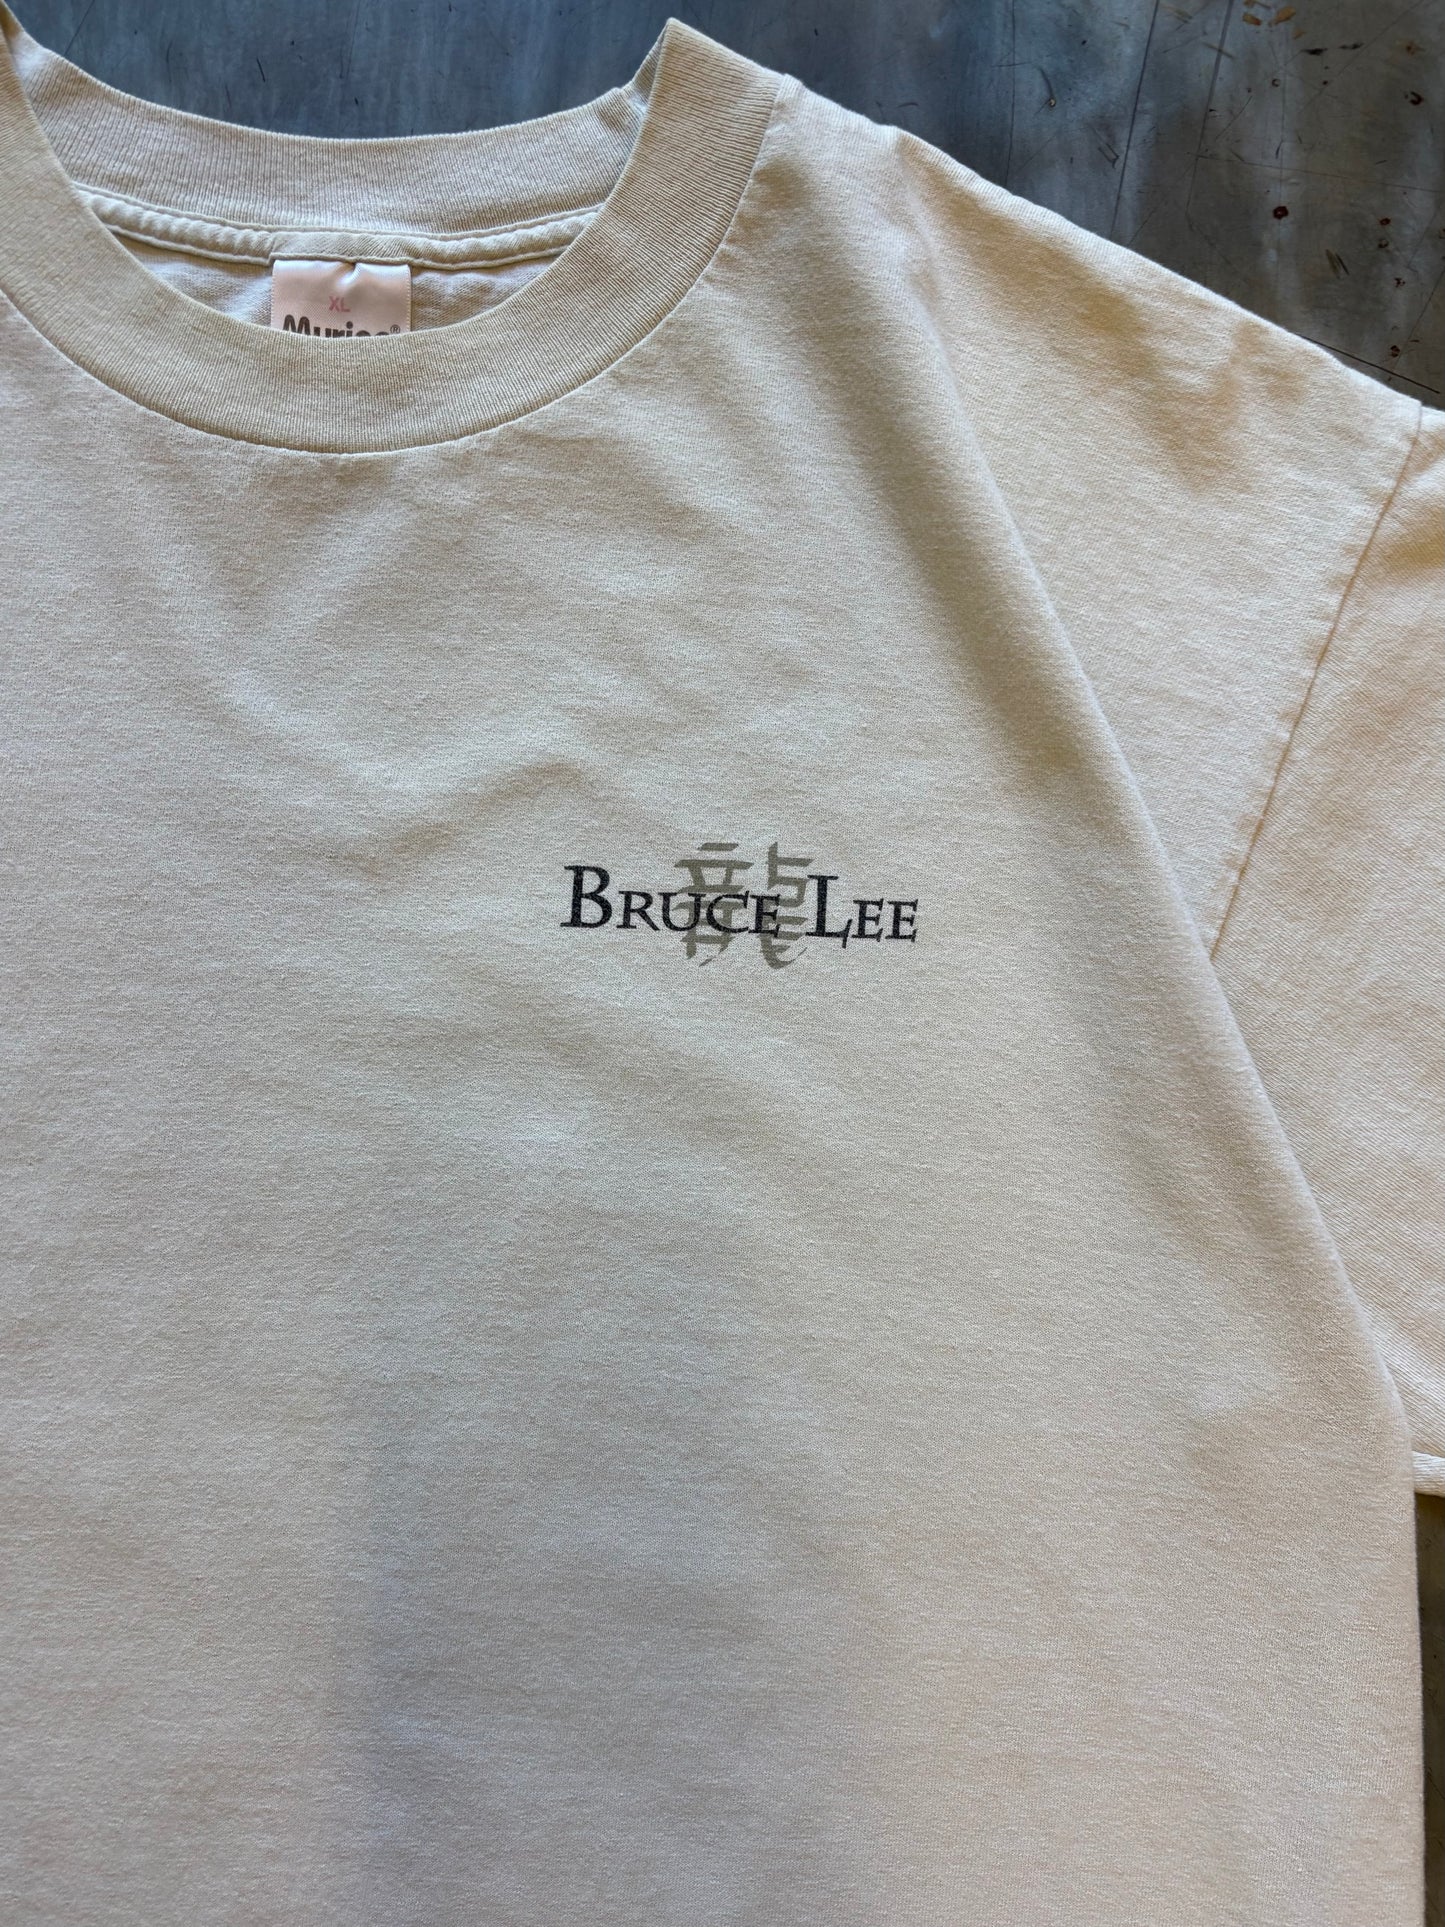 XL
Murina®
龍
BRUCE LEE